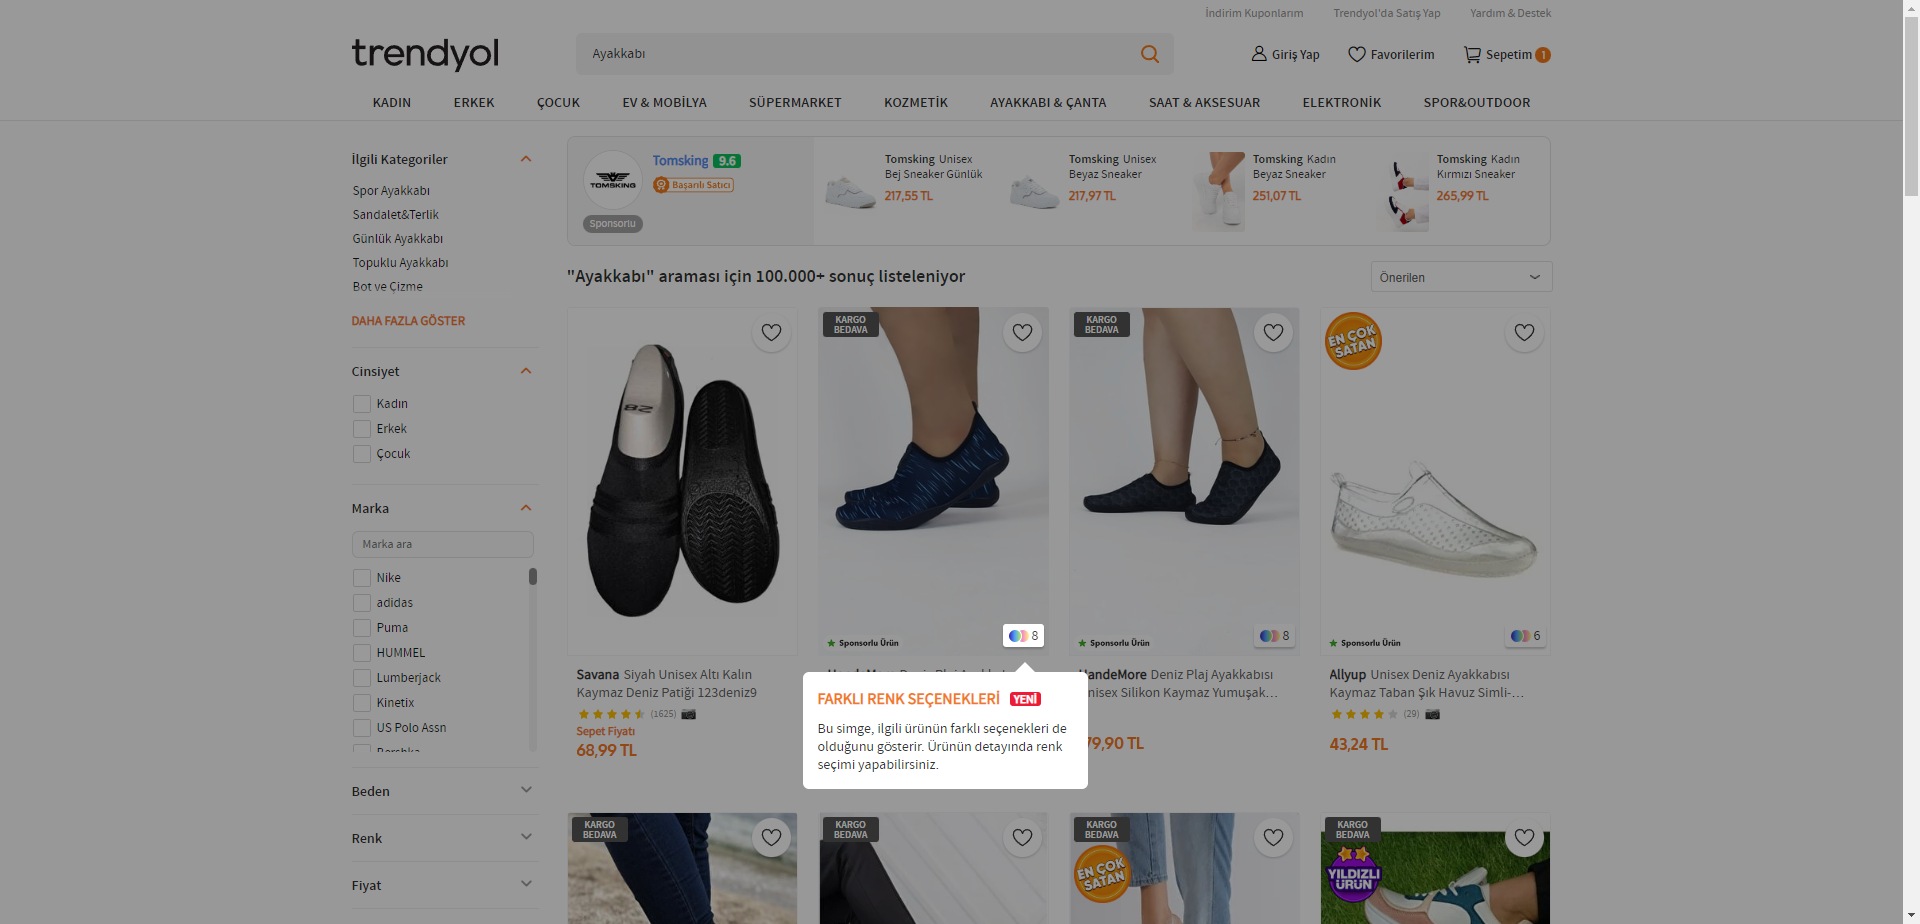 İndirim Kuponlarım
Trendyol'da Satış Yap
Yardım & Destek
trendyol
Ayakkabı
Giriş Yap
Favorilerim
Sepetim 1
KADIN
ERKEK
ÇOCUK
EV & MOBİLYA
SÜPERMARKET
KOZMETİK
AYAKKABI & ÇANTA
SAAT & AKSESUAR
ELEKTRONİK
SPOR&OUTDOOR
İlgili Kategoriler
Spor Ayakkabı
Sandalet&Terlik
Günlük Ayakkabı
Topuklu Ayakkabı
Bot ve Çizme
DAHA FAZLA GÖSTER
Cinsiyet
Kadın
Erkek
Çocuk
Marka
Marka ara
Nike
adidas
Puma
HUMMEL
Lumberjack
Kinetix
US Polo Assn
Bershka
Beden
Renk
Fiyat
TOMSKING
Tomsking 9.6
Başarılı Satıcı
Sponsorlu
Tomsking Unisex
Bej Sneaker Günlük
217,55 TL
Tomsking Unisex
Beyaz Sneaker
217,97 TL
Tomsking Kadın
Beyaz Sneaker
251,07 TL
Tomsking Kadın
Kırmızı Sneaker
265,99 TL
"Ayakkabı" araması için 100.000+ sonuç listeleniyor
Önerilen
Savana Siyah Unisex Altı Kalın
Kaymaz Deniz Patiği 123deniz9
(1625)
Sepet Fiyatı
68,99 TL
KARGO
BEDAVA
Sponsorlu Ürün
8
FARKLI RENK SEÇENEKLERİ YENİ
Bu simge, ilgili ürünün farklı seçenekleri de
olduğunu gösterir. Ürünün detayında renk
seçimi yapabilirsiniz.
KARGO
BEDAVA
Sponsorlu Ürün
8
HandeMore Deniz Plaj Ayakkabısı
Unisex Silikon Kaymaz Yumuşak...
79,90 TL
EN ÇOK
SATAN
Sponsorlu Ürün
6
Allyup Unisex Deniz Ayakkabısı
Kaymaz Taban Şık Havuz Simli-...
(29)
43,24 TL
KARGO
BEDAVA
KARGO
BEDAVA
KARGO
BEDAVA
EN ÇOK
SATAN
KARGO
BEDAVA
YILDIZLI
ÜRÜN